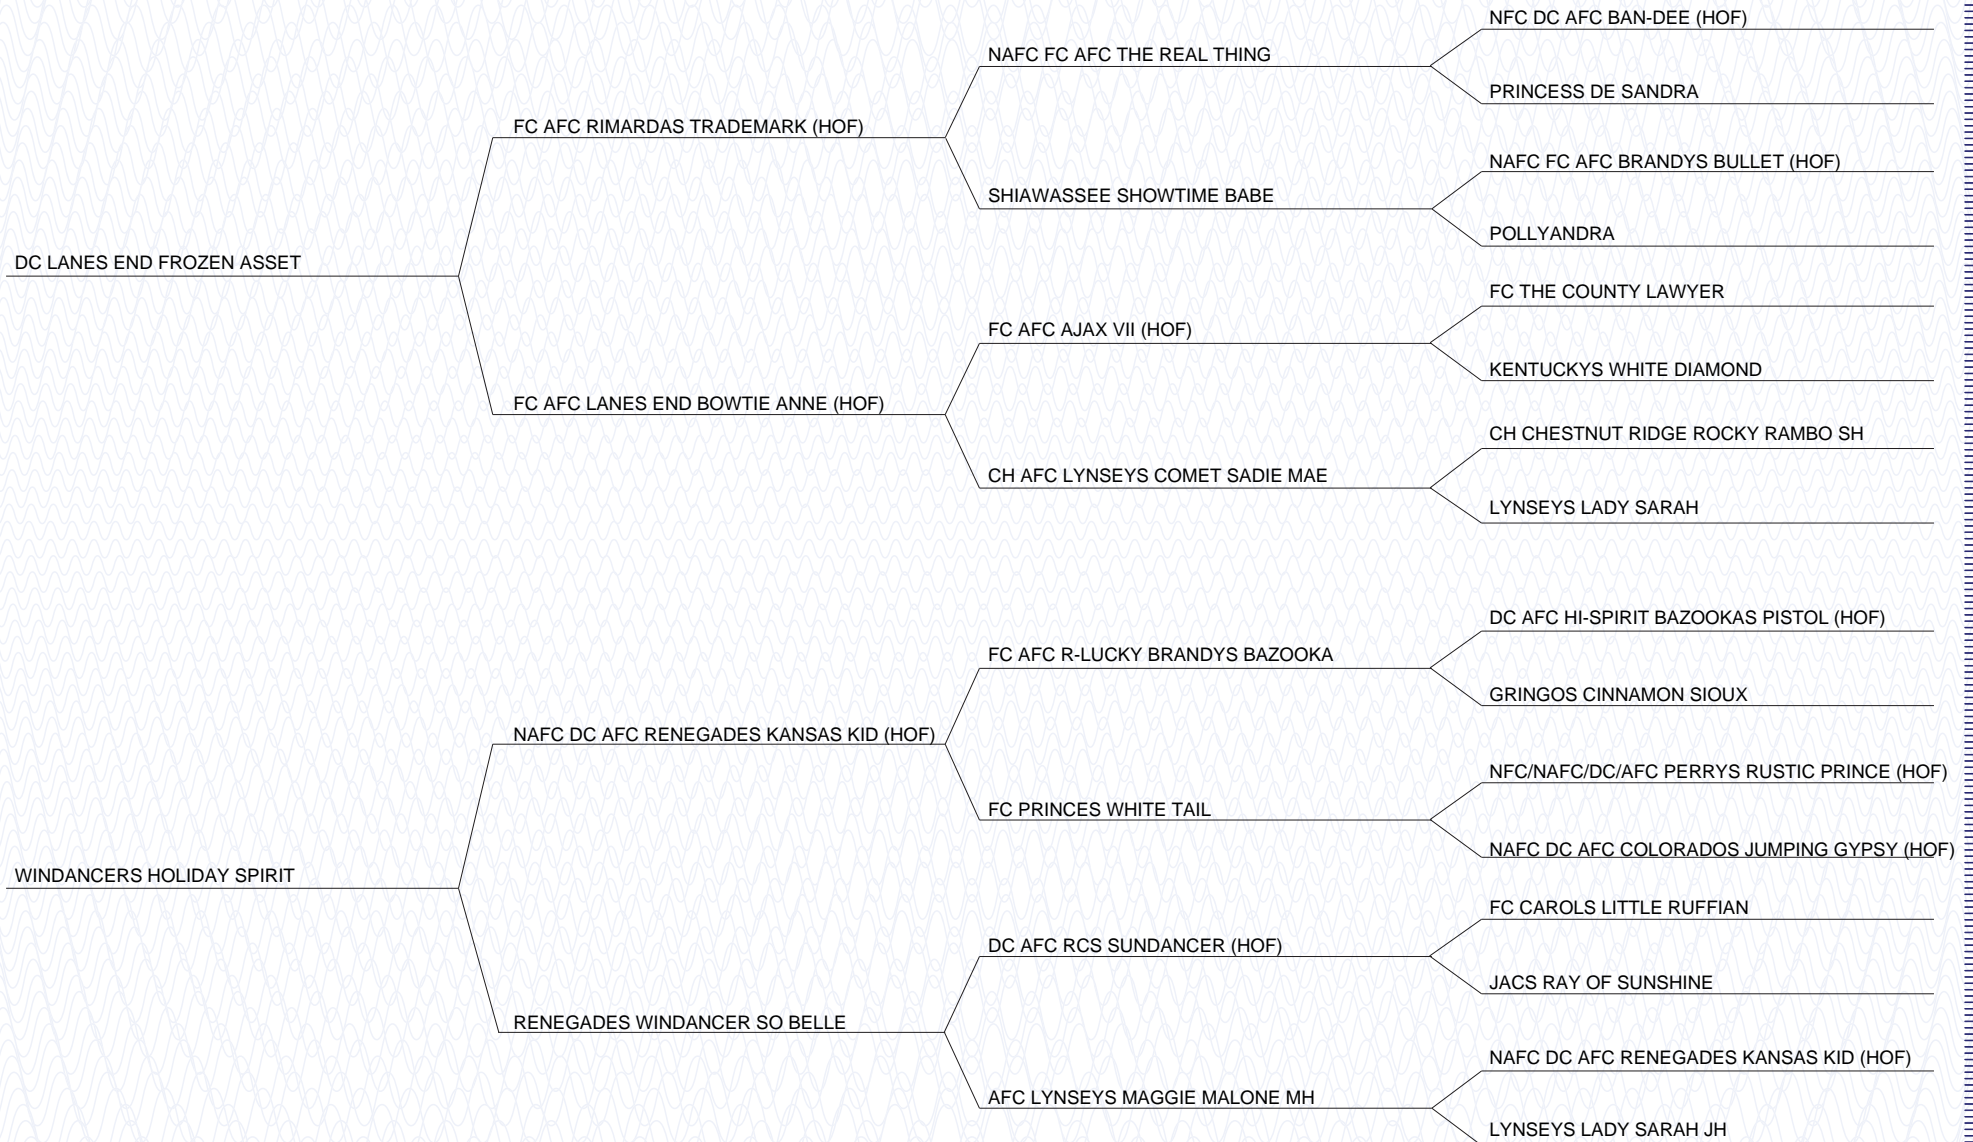 NFC DC AFC BAN-DEE (HOF)
NAFC FC AFC THE REAL THING
PRINCESS DE SANDRA
FC AFC RIMARDAS TRADEMARK (HOF)
NAFC FC AFC BRANDYS BULLET (HOF)
SHIAWASSEE SHOWTIME BABE
POLLYANDRA
DC LANES END FROZEN ASSET
FC THE COUNTY LAWYER
FC AFC AJAX VII (HOF)
KENTUCKYS WHITE DIAMOND
FC AFC LANES END BOWTIE ANNE (HOF)
CH CHESTNUT RIDGE ROCKY RAMBO SH
CH AFC LYNSEYS COMET SADIE MAE
LYNSEYS LADY SARAH
DC AFC HI-SPIRIT BAZOOKAS PISTOL (HOF)
FC AFC R-LUCKY BRANDYS BAZOOKA
GRINGOS CINNAMON SIOUX
NAFC DC AFC RENEGADES KANSAS KID (HOF)
NFC/NAFC/DC/AFC PERRYS RUSTIC PRINCE (HOF)
FC PRINCES WHITE TAIL
NAFC DC AFC COLORADOS JUMPING GYPSY (HOF)
WINDANCERS HOLIDAY SPIRIT
FC CAROLS LITTLE RUFFIAN
DC AFC RCS SUNDANCER (HOF)
JACS RAY OF SUNSHINE
RENEGADES WINDANCER SO BELLE
NAFC DC AFC RENEGADES KANSAS KID (HOF)
AFC LYNSEYS MAGGIE MALONE MH
LYNSEYS LADY SARAH JH